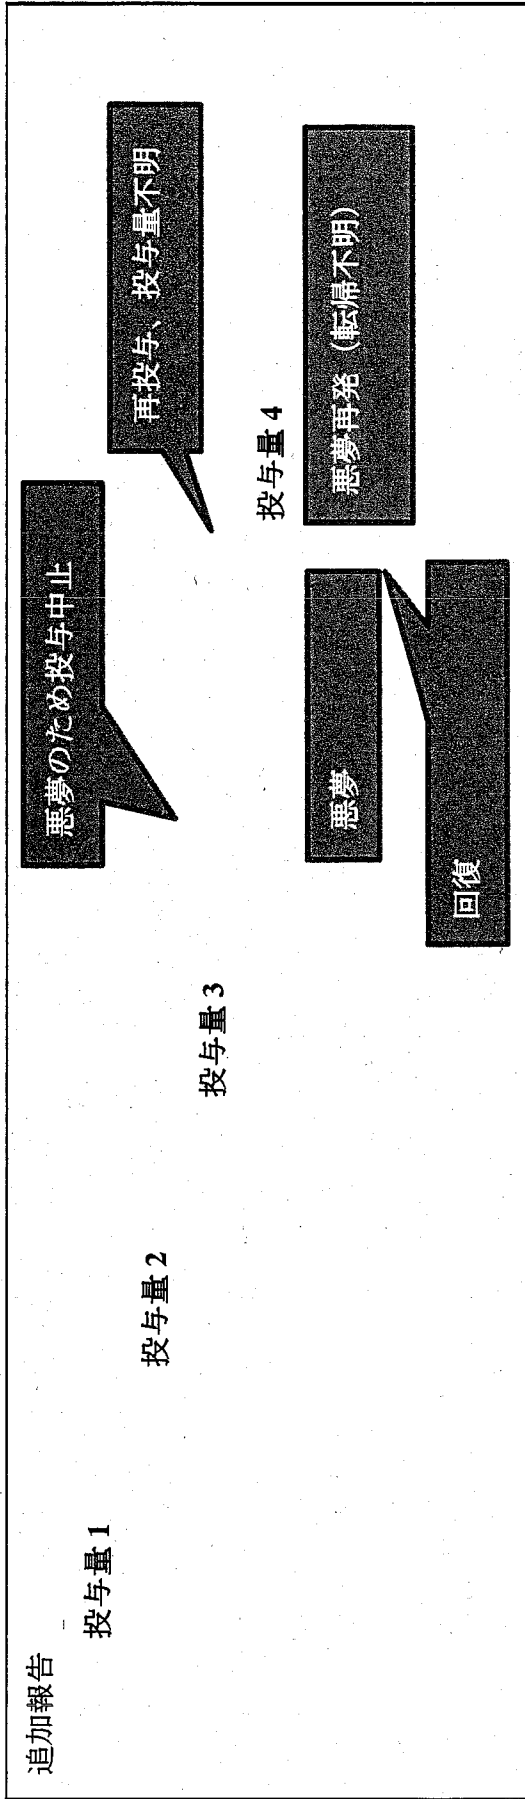 追加報告
投与量 1
投与量 2
投与量 3
悪夢のため投与中止
再投与、投与量不明
投与量 4
悪夢
悪夢再発（転帰不明）
回復